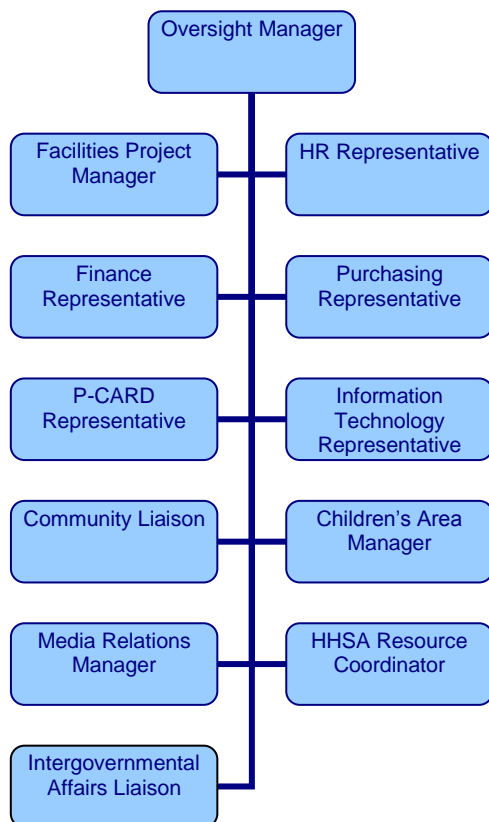 Oversight Manager
Facilities Project
Manager
HR Representative
Finance
Representative
Purchasing
Representative
P-CARD
Representative
Information
Technology
Representative
Community Liaison
Children's Area
Manager
Media Relations
Manager
HHSA Resource
Coordinator
Intergovernmental
Affairs Liaison